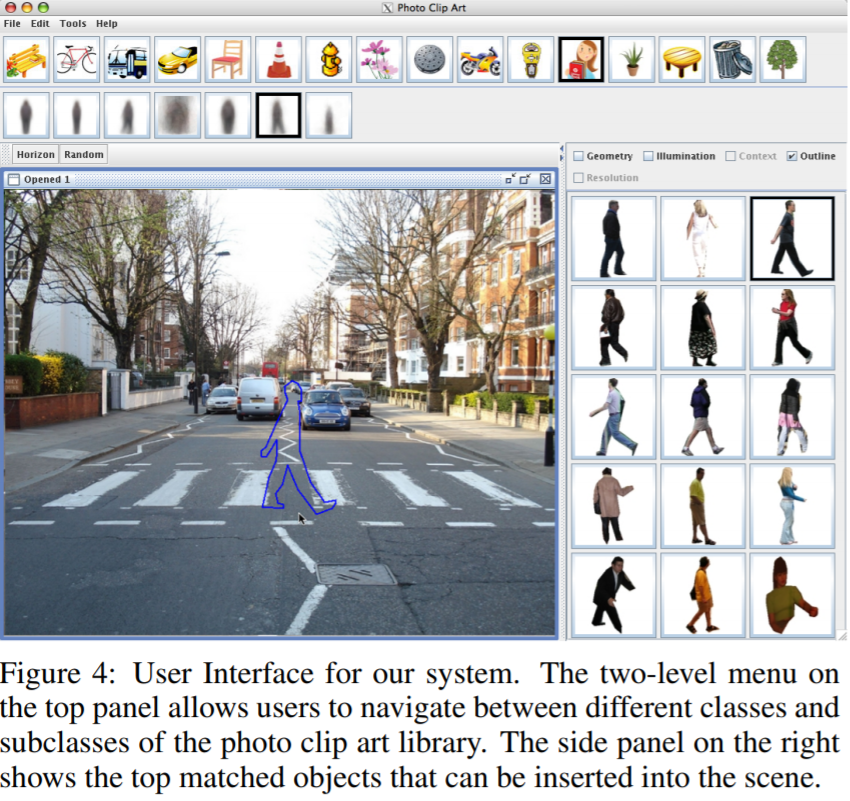 Photo Clip Art
File Edit Tools Help
Horizon Random
Geometry Illumination Context Outline
Resolution
Opened 1
Figure 4: User Interface for our system. The two-level menu on
the top panel allows users to navigate between different classes and
subclasses of the photo clip art library. The side panel on the right
shows the top matched objects that can be inserted into the scene.